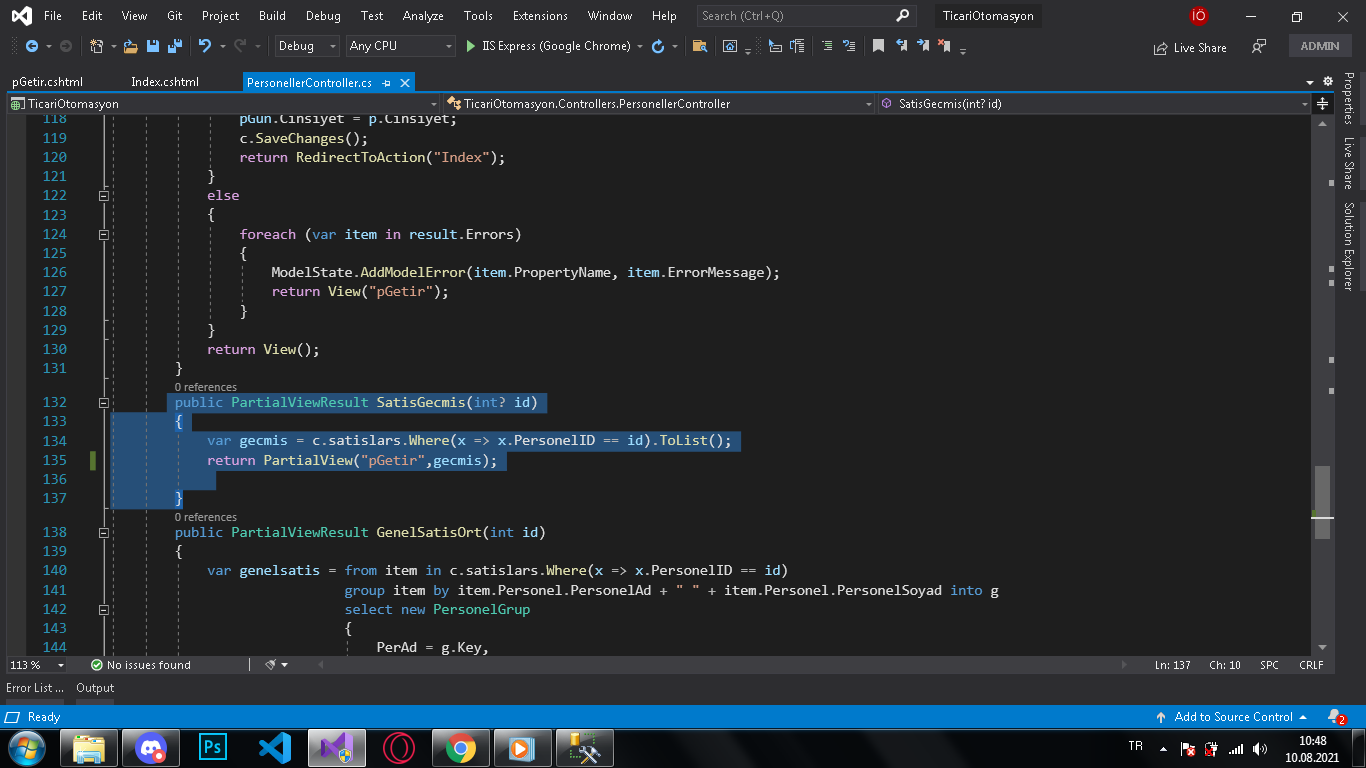 File Edit View Git Project Build Debug Test Analyze Tools Extensions Window Help Search (Ctrl+Q) TicariOtomasyon İÖ
Debug Any CPU IIS Express (Google Chrome) Live Share ADMIN
pGetir.cshtml Index.cshtml PersonellerController.cs
TicariOtomasyon TicariOtomasyon.Controllers.PersonellerController SatisGecmis(int? id)
118 pGun.Cinsiyet = p.Cinsiyet;
119 c.SaveChanges();
120 return RedirectToAction("Index");
121 }
122 else
123 {
124 foreach (var item in result.Errors)
125 {
126 ModelState.AddModelError(item.PropertyName, item.ErrorMessage);
127 return View("pGetir");
128 }
129 }
130 return View();
131 }
0 references
132 public PartialViewResult SatisGecmis(int? id)
133 {
134 var gecmis = c.satislars.Where(x => x.PersonelID == id).ToList();
135 return PartialView("pGetir",gecmis);
136
137 }
0 references
138 public PartialViewResult GenelSatisOrt(int id)
139 {
140 var genelsatis = from item in c.satislars.Where(x => x.PersonelID == id)
141 group item by item.Personel.PersonelAd + " " + item.Personel.PersonelSoyad into g
142 select new PersonelGrup
143 {
144 PerAd = g.Key,
Properties
Live Share
Solution Explorer
113 % No issues found Ln: 137 Ch: 10 SPC CRLF
Error List ... Output
Ready Add to Source Control 2
Ps
TR 10:48
10.08.2021